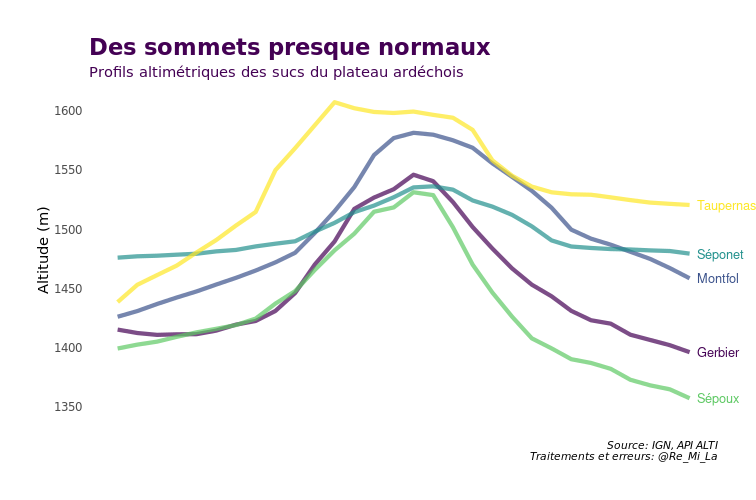 Des sommets presque normaux
Profils altimétriques des sucs du plateau ardéchois
1600
1550
1500
1450
1400
1350
Altitude (m)
Taupernas
Séponet
Montfol
Gerbier
Sépoux
Source: IGN, API ALTI
Traitements et erreurs: @Re_Mi_La